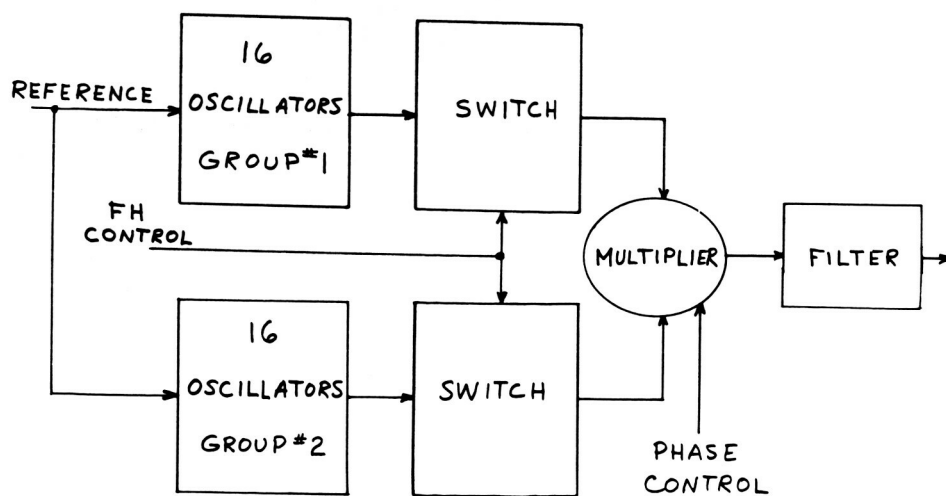 REFERENCE
16
OSCILLATORS
GROUP #1
SWITCH
FH
CONTROL
MULTIPLIER
FILTER
16
OSCILLATORS
GROUP #2
SWITCH
PHASE
CONTROL